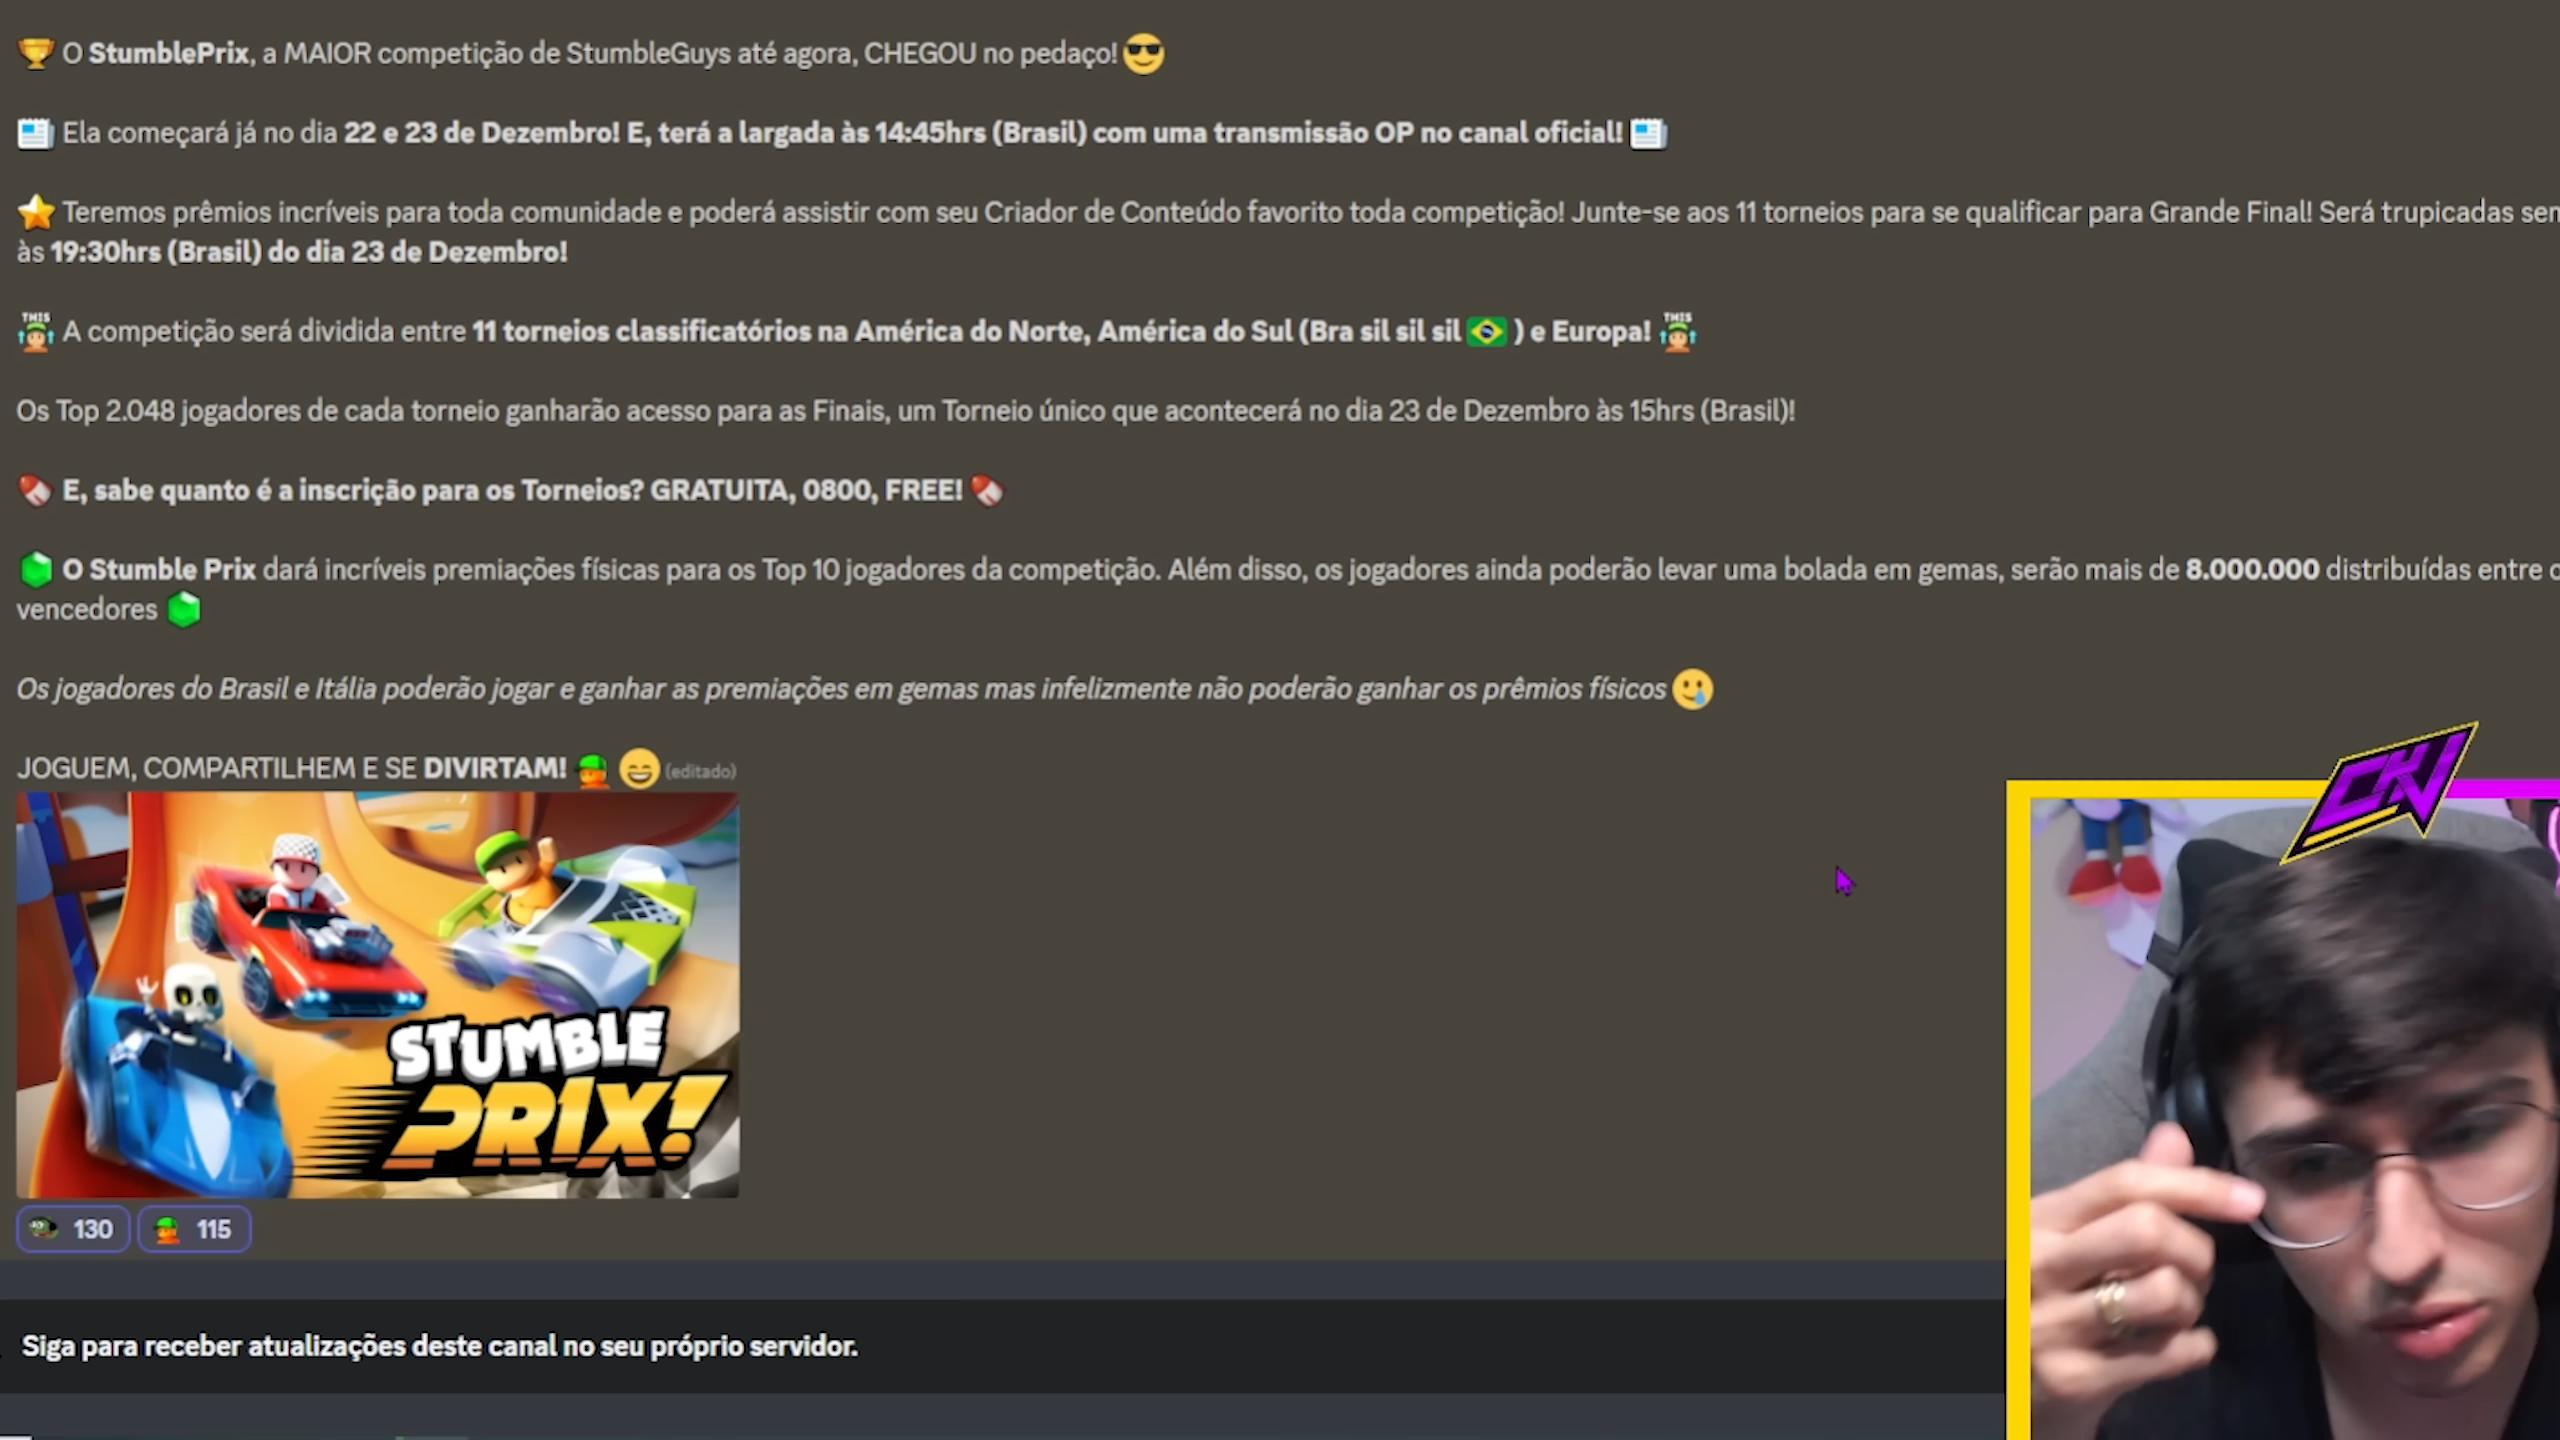 O StumblePrix, a MAIOR competição de StumbleGuys até agora, CHEGOU no pedaço!
Ela começará já no dia 22 e 23 de Dezembro! E, terá a largada às 14:45hrs (Brasil) com uma transmissão OP no canal oficial!
Teremos prêmios incríveis para toda comunidade e poderá assistir com seu Criador de Conteúdo favorito toda competição! Junte-se aos 11 torneios para se qualificar para Grande Final! Será trupicadas
às 19:30hrs (Brasil) do dia 23 de Dezembro!
THIS A competição será dividida entre 11 torneios classificatórios na América do Norte, América do Sul (Bra sil sil sil ) e Europa! THIS
Os Top 2.048 jogadores de cada torneio ganharão acesso para as Finais, um Torneio único que acontecerá no dia 23 de Dezembro às 15hrs (Brasil)!
E, sabe quanto é a inscrição para os Torneios? GRATUITA, 0800, FREE!
O Stumble Prix dará incríveis premiações físicas para os Top 10 jogadores da competição. Além disso, os jogadores ainda poderão levar uma bolada em gemas, serão mais de 8.000.000 distribuídas entre
vencedores
Os jogadores do Brasil e Itália poderão jogar e ganhar as premiações em gemas mas infelizmente não poderão ganhar os prêmios físicos
JOGUEM, COMPARTILHEM E SE DIVIRTAM! (editado)
STUMBLE
PRIX!
130 115
Siga para receber atualizações deste canal no seu próprio servidor.